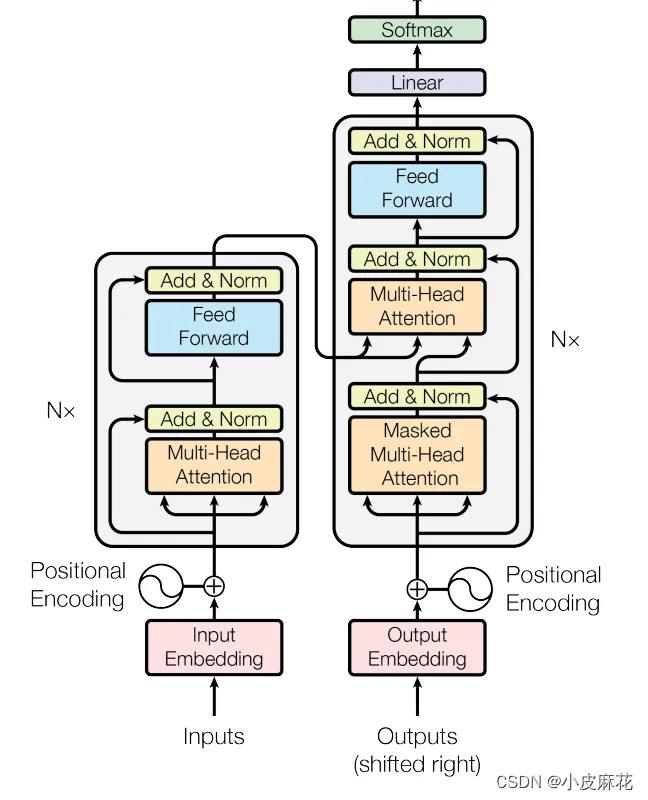 Softmax
Linear
Add & Norm
Feed
Forward
Add & Norm
Multi-Head
Attention
Add & Norm
Masked
Multi-Head
Attention
N×
Add & Norm
Feed
Forward
Add & Norm
Multi-Head
Attention
N×
Positional
Encoding
Positional
Encoding
Input
Embedding
Output
Embedding
Inputs
Outputs
(shifted right)
CSDN @小皮麻花